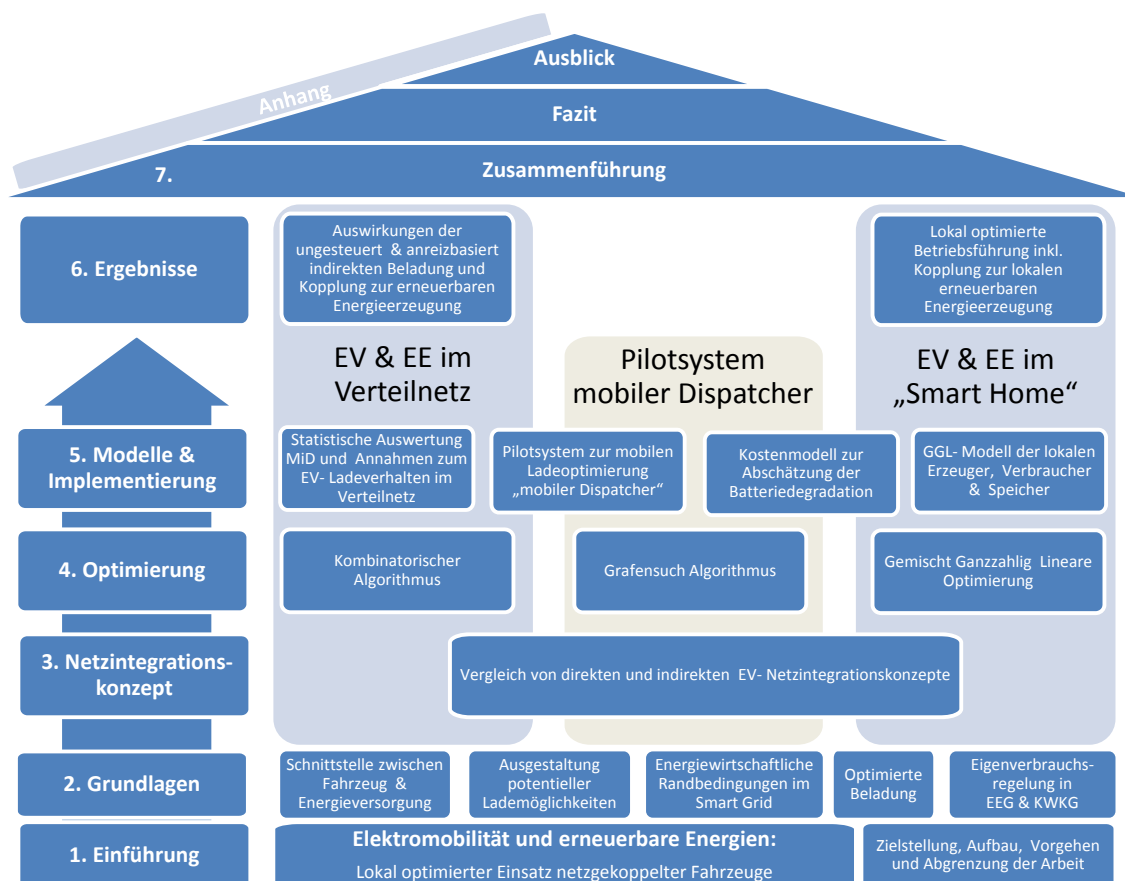 Ausblick
Anhang
Fazit
7.
Zusammenführung
6. Ergebnisse
Auswirkungen der
ungesteuert & anreizbasiert
indirekten Beladung und
Kopplung zur erneuerbaren
Energieerzeugung
Lokal optimierte
Betriebsführung inkl.
Kopplung zur lokalen
erneuerbaren
Energieerzeugung
EV & EE im
Verteilnetz
Pilotsystem
mobiler Dispatcher
EV & EE im
„Smart Home“
5. Modelle &
Implementierung
Statistische Auswertung
MiD und Annahmen zum
EV- Ladeverhalten im
Verteilnetz
Pilotsystem zur mobilen
Ladeoptimierung
„mobiler Dispatcher“
Kostenmodell zur
Abschätzung der
Batteriedegradation
GGL- Modell der lokalen
Erzeuger, Verbraucher
& Speicher
4. Optimierung
Kombinatorischer
Algorithmus
Grafensuch Algorithmus
Gemischt Ganzzahlig Lineare
Optimierung
3. Netzintegrations-
konzept
Vergleich von direkten und indirekten EV- Netzintegrationskonzepte
2. Grundlagen
Schnittstelle zwischen
Fahrzeug &
Energieversorgung
Ausgestaltung
potentieller
Lademöglichkeiten
Energiewirtschaftliche
Randbedingungen im
Smart Grid
Optimierte
Beladung
Eigenverbrauchs-
regelung in
EEG & KWKG
1. Einführung
Elektromobilität und erneuerbare Energien:
Lokal optimierter Einsatz netzgekoppelter Fahrzeuge
Zielstellung, Aufbau, Vorgehen
und Abgrenzung der Arbeit